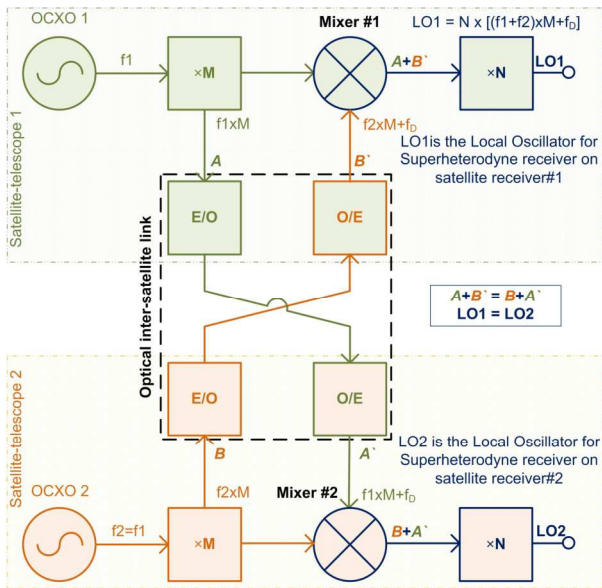 OCXO 1
f1
×M
Mixer #1
LO1 = N x [(f1+f2)xM+fD]
A+B`
×N
LO1
f1xM
A
f2xM+fD
B`
LO1is the Local Oscillator for
Superheterodyne receiver on
satellite receiver#1
Satellite-telescope 1
E/O
O/E
Optical inter-satellite link
A+B` = B+A`
LO1 = LO2
E/O
O/E
Satellite-telescope 2
B
A`
LO2 is the Local Oscillator for
Superheterodyne receiver on
satellite receiver#2
OCXO 2
f2xM
Mixer #2
f1xM+fD
f2=f1
×M
B+A`
×N
LO2